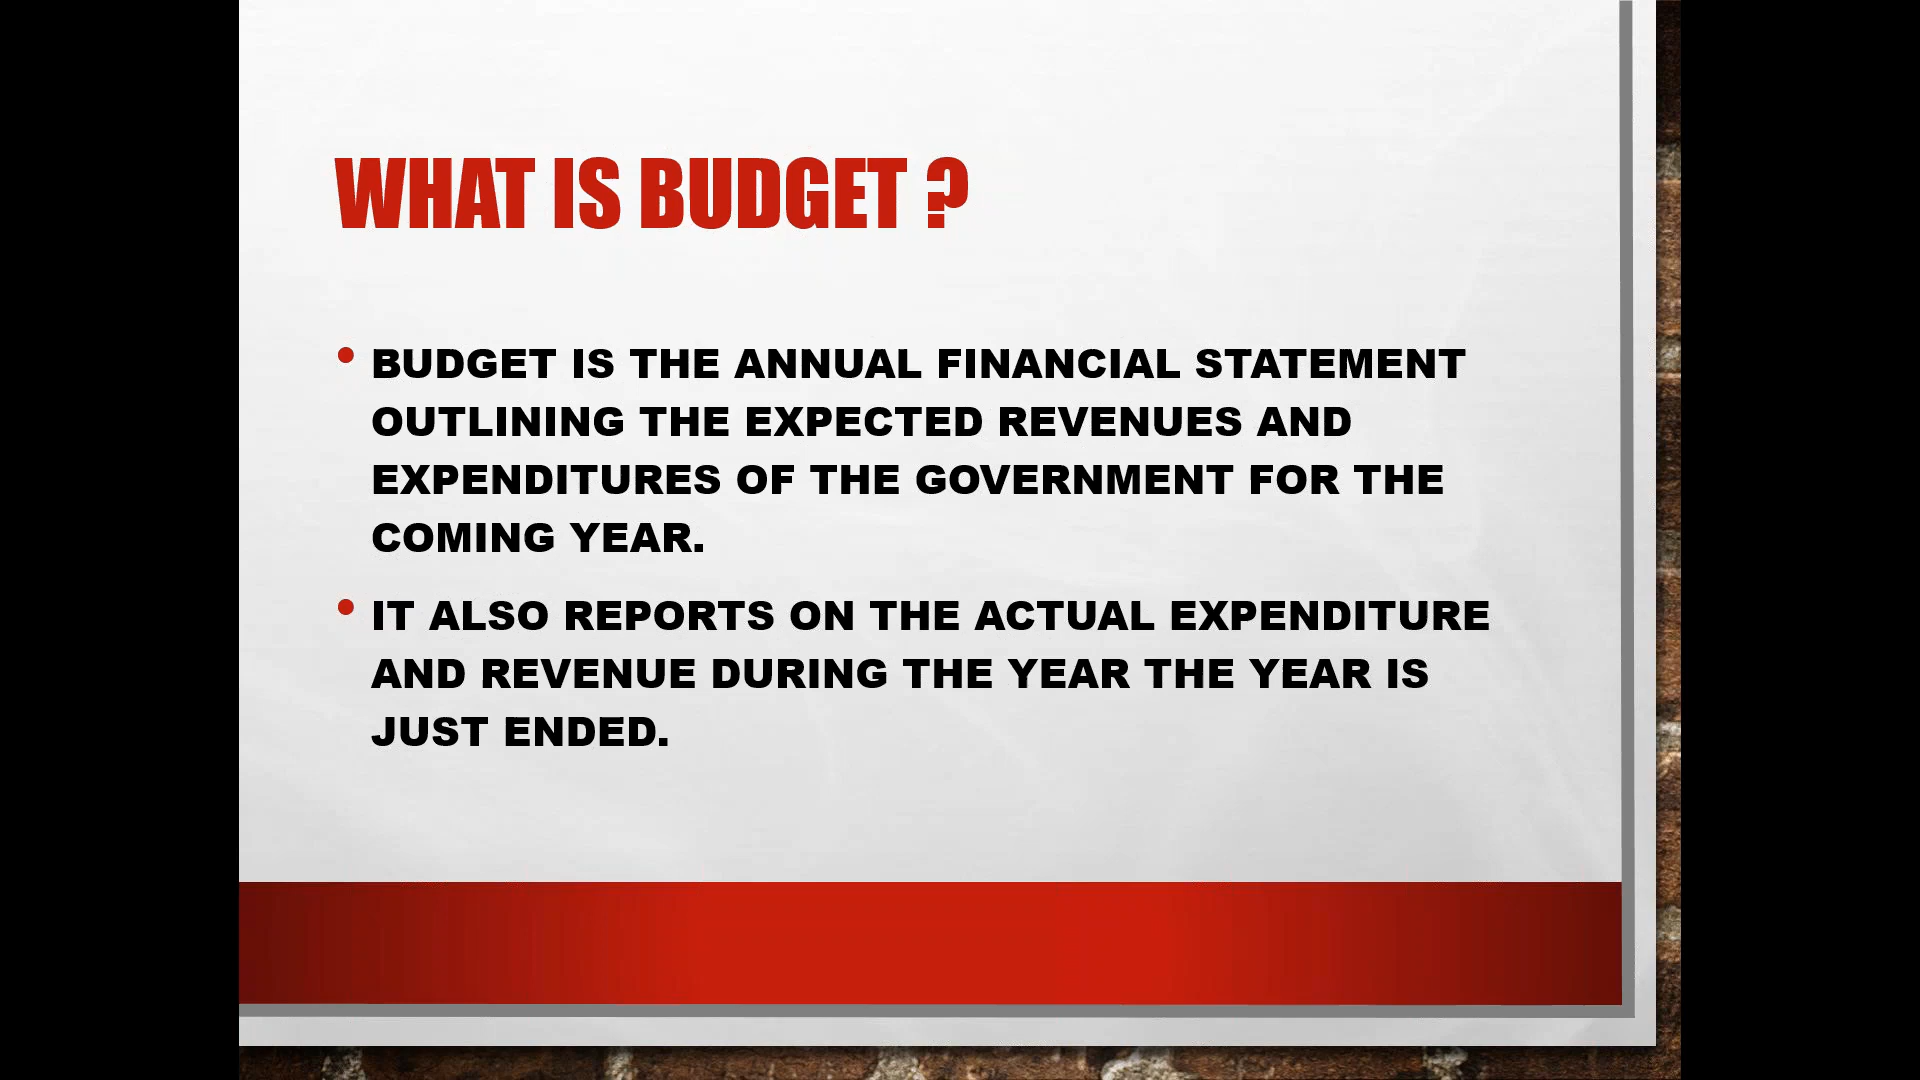 WHAT IS BUDGET ?
• BUDGET IS THE ANNUAL FINANCIAL STATEMENT
OUTLINING THE EXPECTED REVENUES AND
EXPENDITURES OF THE GOVERNMENT FOR THE
COMING YEAR.
• IT ALSO REPORTS ON THE ACTUAL EXPENDITURE
AND REVENUE DURING THE YEAR THE YEAR IS
JUST ENDED.